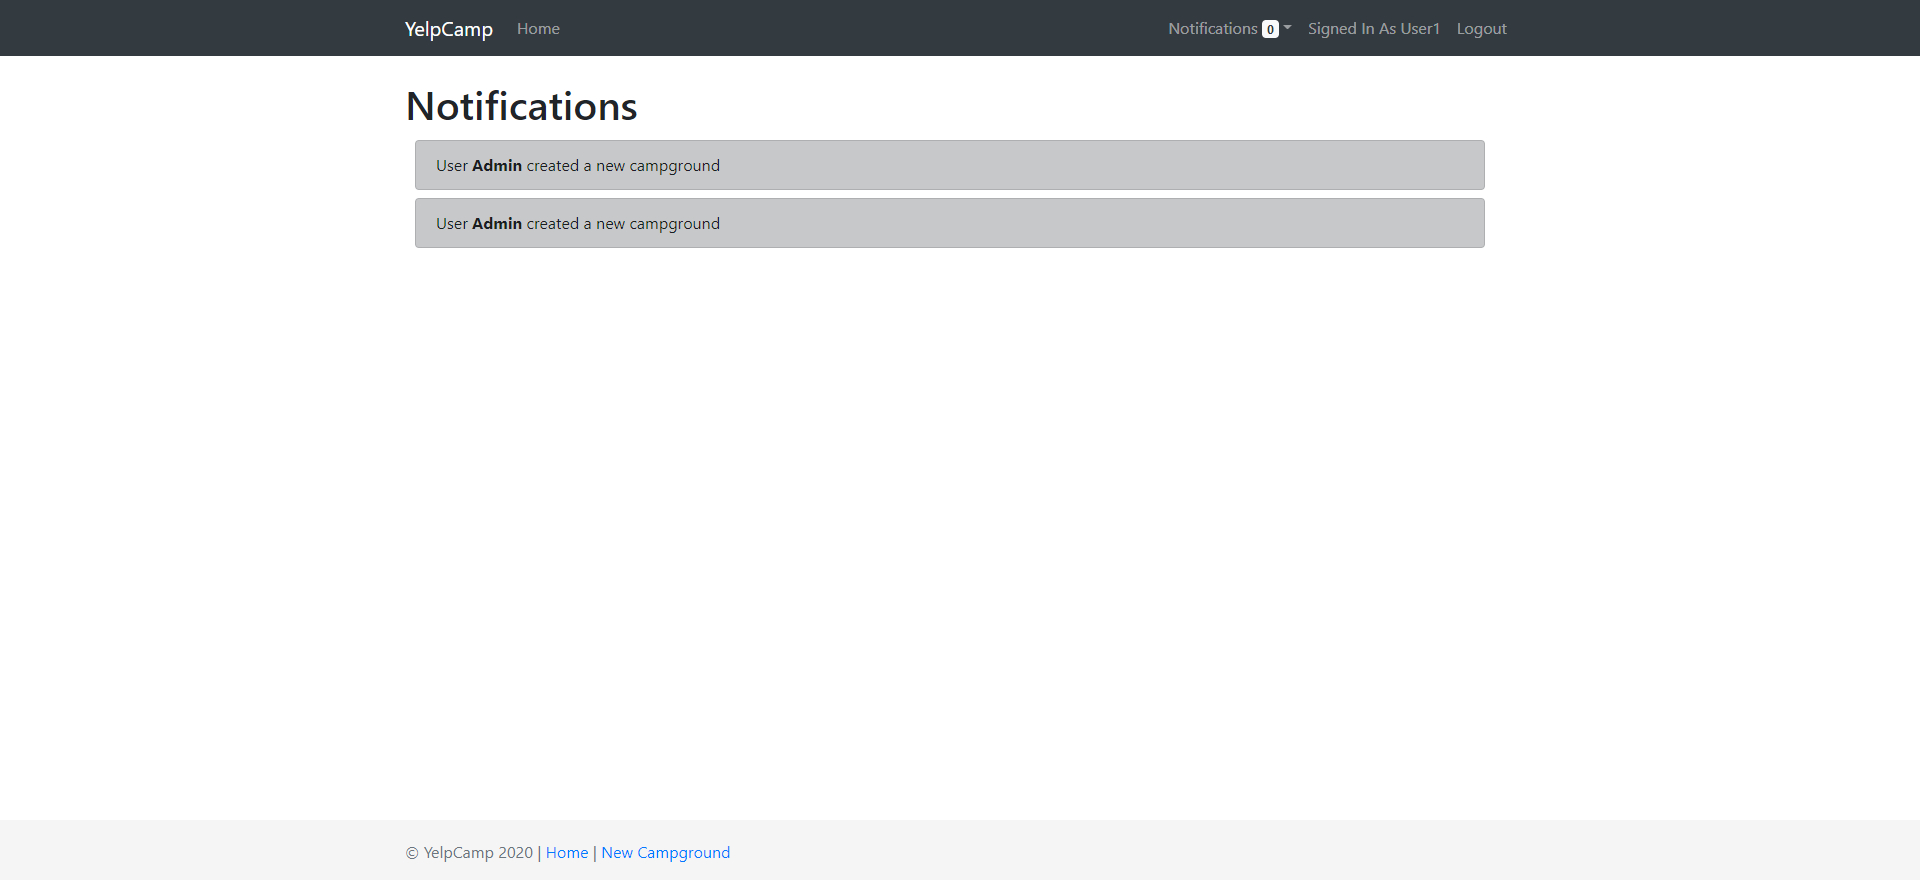 YelpCamp Home Notifications 0 Signed In As User1 Logout
Notifications
User Admin created a new campground
User Admin created a new campground
© YelpCamp 2020 | Home | New Campground